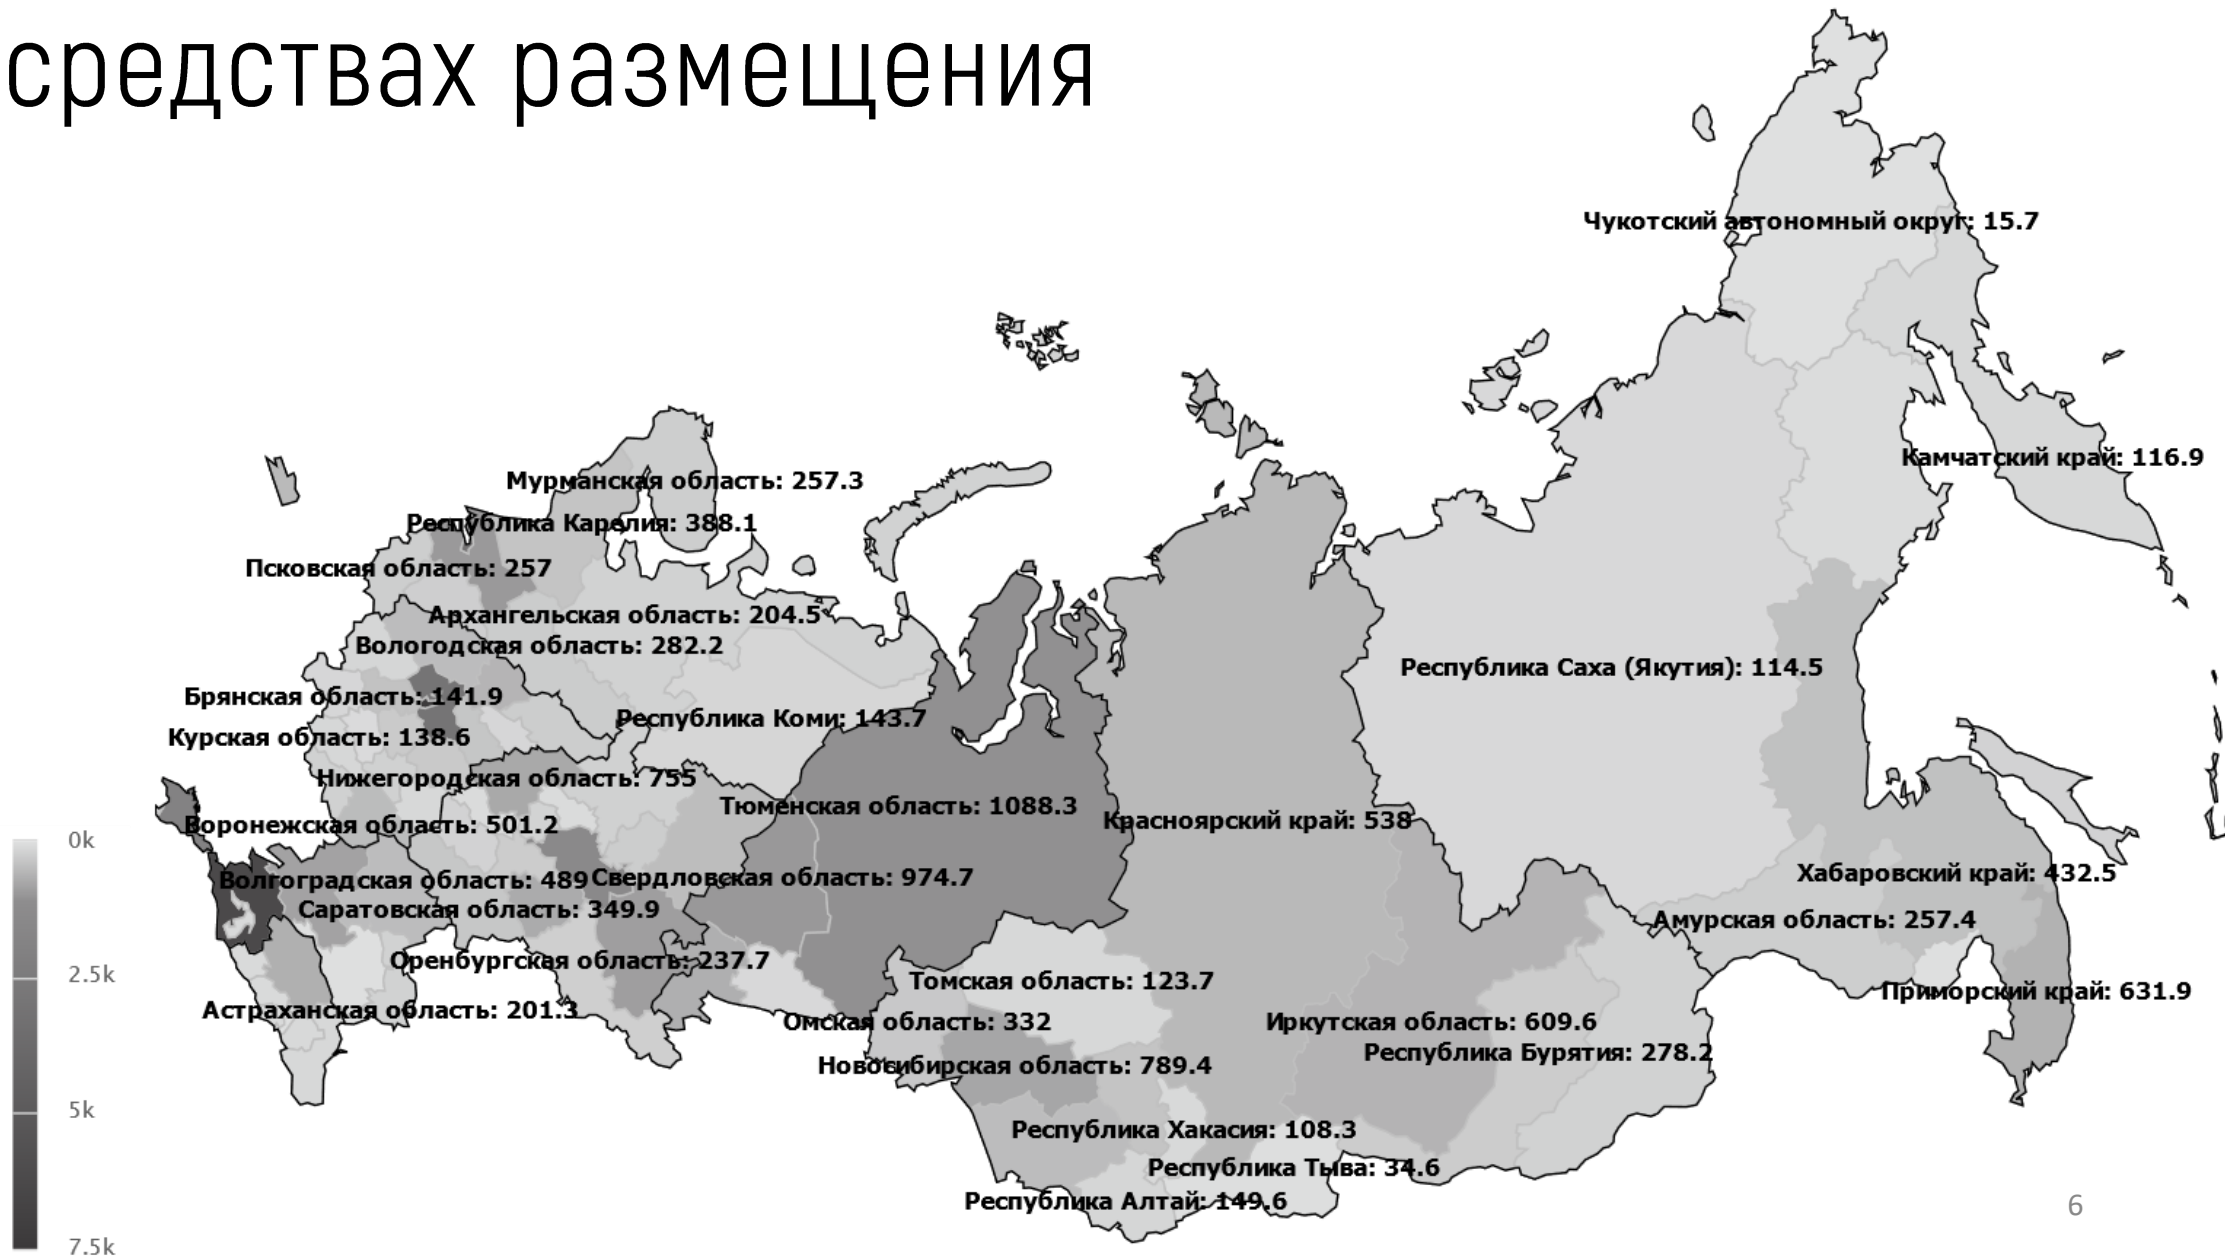 средствах размещения
Чукотский автономный округ: 15.7
Камчатский край: 116.9
Мурманская область: 257.3
Республика Карелия: 388.1
Псковская область: 257
Архангельская область: 204.5
Вологодская область: 282.2
Республика Саха (Якутия): 114.5
Брянская область: 141.9
Республика Коми: 143.7
Курская область: 138.6
Нижегородская область: 755
Тюменская область: 1088.3
Красноярский край: 538
Воронежская область: 501.2
0k
Хабаровский край: 432.5
Волгоградская область: 489
Свердловская область: 974.7
Саратовская область: 349.9
Амурская область: 257.4
Оренбургская область: 237.7
2.5k
Томская область: 123.7
Приморский край: 631.9
Астраханская область: 201.3
Омская область: 332
Иркутская область: 609.6
Республика Бурятия: 278.2
Новосибирская область: 789.4
5k
Республика Хакасия: 108.3
Республика Тыва: 34.6
Республика Алтай: 149.6
6
7.5k